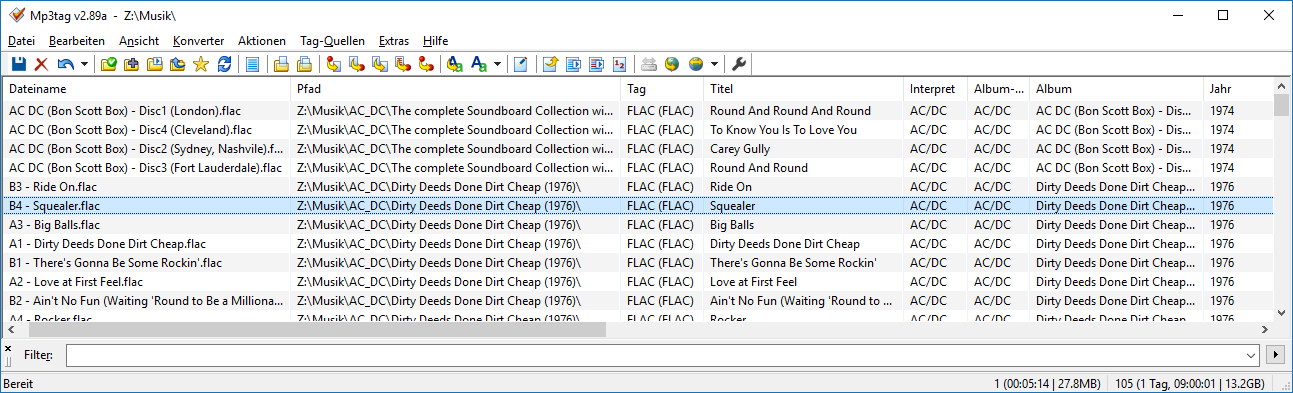 Mp3tag v2.89a - Z:\Musik\
Datei Bearbeiten Ansicht Konverter Aktionen Tag-Quellen Extras Hilfe
Dateiname Pfad Tag Titel Interpret Album-... Album Jahr
AC DC (Bon Scott Box) - Disc1 (London).flac Z:\Musik\AC_DC\The complete Soundboard Collection wi... FLAC (FLAC) Round And Round And Round AC/DC AC/DC AC DC (Bon Scott Box) - Dis... 1974
AC DC (Bon Scott Box) - Disc4 (Cleveland).flac Z:\Musik\AC_DC\The complete Soundboard Collection wi... FLAC (FLAC) To Know You Is To Love You AC/DC AC/DC AC DC (Bon Scott Box) - Dis... 1974
AC DC (Bon Scott Box) - Disc2 (Sydney, Nashvile).f... Z:\Musik\AC_DC\The complete Soundboard Collection wi... FLAC (FLAC) Carey Gully AC/DC AC/DC AC DC (Bon Scott Box) - Dis... 1974
AC DC (Bon Scott Box) - Disc3 (Fort Lauderdale).flac Z:\Musik\AC_DC\The complete Soundboard Collection wi... FLAC (FLAC) Round And Round AC/DC AC/DC AC DC (Bon Scott Box) - Dis... 1974
B3 - Ride On.flac Z:\Musik\AC_DC\Dirty Deeds Done Dirt Cheap (1976)\ FLAC (FLAC) Ride On AC/DC AC/DC Dirty Deeds Done Dirt Cheap... 1976
B4 - Squealer.flac Z:\Musik\AC_DC\Dirty Deeds Done Dirt Cheap (1976)\ FLAC (FLAC) Squealer AC/DC AC/DC Dirty Deeds Done Dirt Cheap... 1976
A3 - Big Balls.flac Z:\Musik\AC_DC\Dirty Deeds Done Dirt Cheap (1976)\ FLAC (FLAC) Big Balls AC/DC AC/DC Dirty Deeds Done Dirt Cheap... 1976
A1 - Dirty Deeds Done Dirt Cheap.flac Z:\Musik\AC_DC\Dirty Deeds Done Dirt Cheap (1976)\ FLAC (FLAC) Dirty Deeds Done Dirt Cheap AC/DC AC/DC Dirty Deeds Done Dirt Cheap... 1976
B1 - There's Gonna Be Some Rockin'.flac Z:\Musik\AC_DC\Dirty Deeds Done Dirt Cheap (1976)\ FLAC (FLAC) There's Gonna Be Some Rockin' AC/DC AC/DC Dirty Deeds Done Dirt Cheap... 1976
A2 - Love at First Feel.flac Z:\Musik\AC_DC\Dirty Deeds Done Dirt Cheap (1976)\ FLAC (FLAC) Love at First Feel AC/DC AC/DC Dirty Deeds Done Dirt Cheap... 1976
B2 - Ain't No Fun (Waiting 'Round to Be a Milliona... Z:\Musik\AC_DC\Dirty Deeds Done Dirt Cheap (1976)\ FLAC (FLAC) Ain't No Fun (Waiting 'Round to ... AC/DC AC/DC Dirty Deeds Done Dirt Cheap... 1976
A4 - Rocker.flac Z:\Musik\AC_DC\Dirty Deeds Done Dirt Cheap (1976)\ FLAC (FLAC) Rocker AC/DC AC/DC Dirty Deeds Done Dirt Cheap... 1976
Filter:
Bereit 1 (00:05:14 | 27.8MB) 105 (1 Tag, 09:00:01 | 13.2GB)